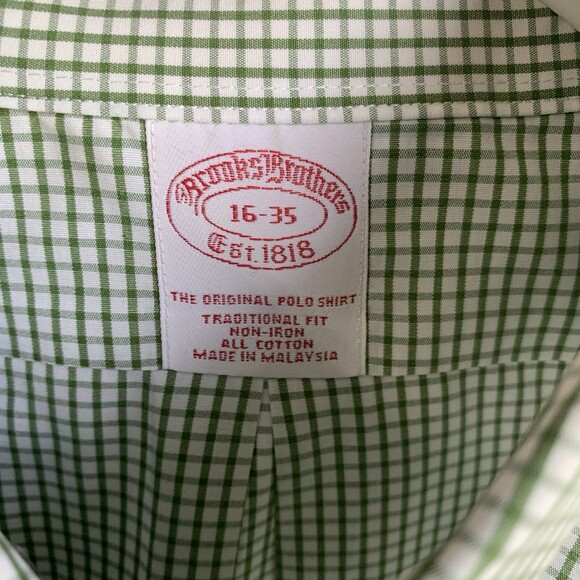 Brooks Brothers
16-35
Est. 1818
THE ORIGINAL POLO SHIRT
TRADITIONAL FIT
NON-IRON
ALL COTTON
MADE IN MALAYSIA